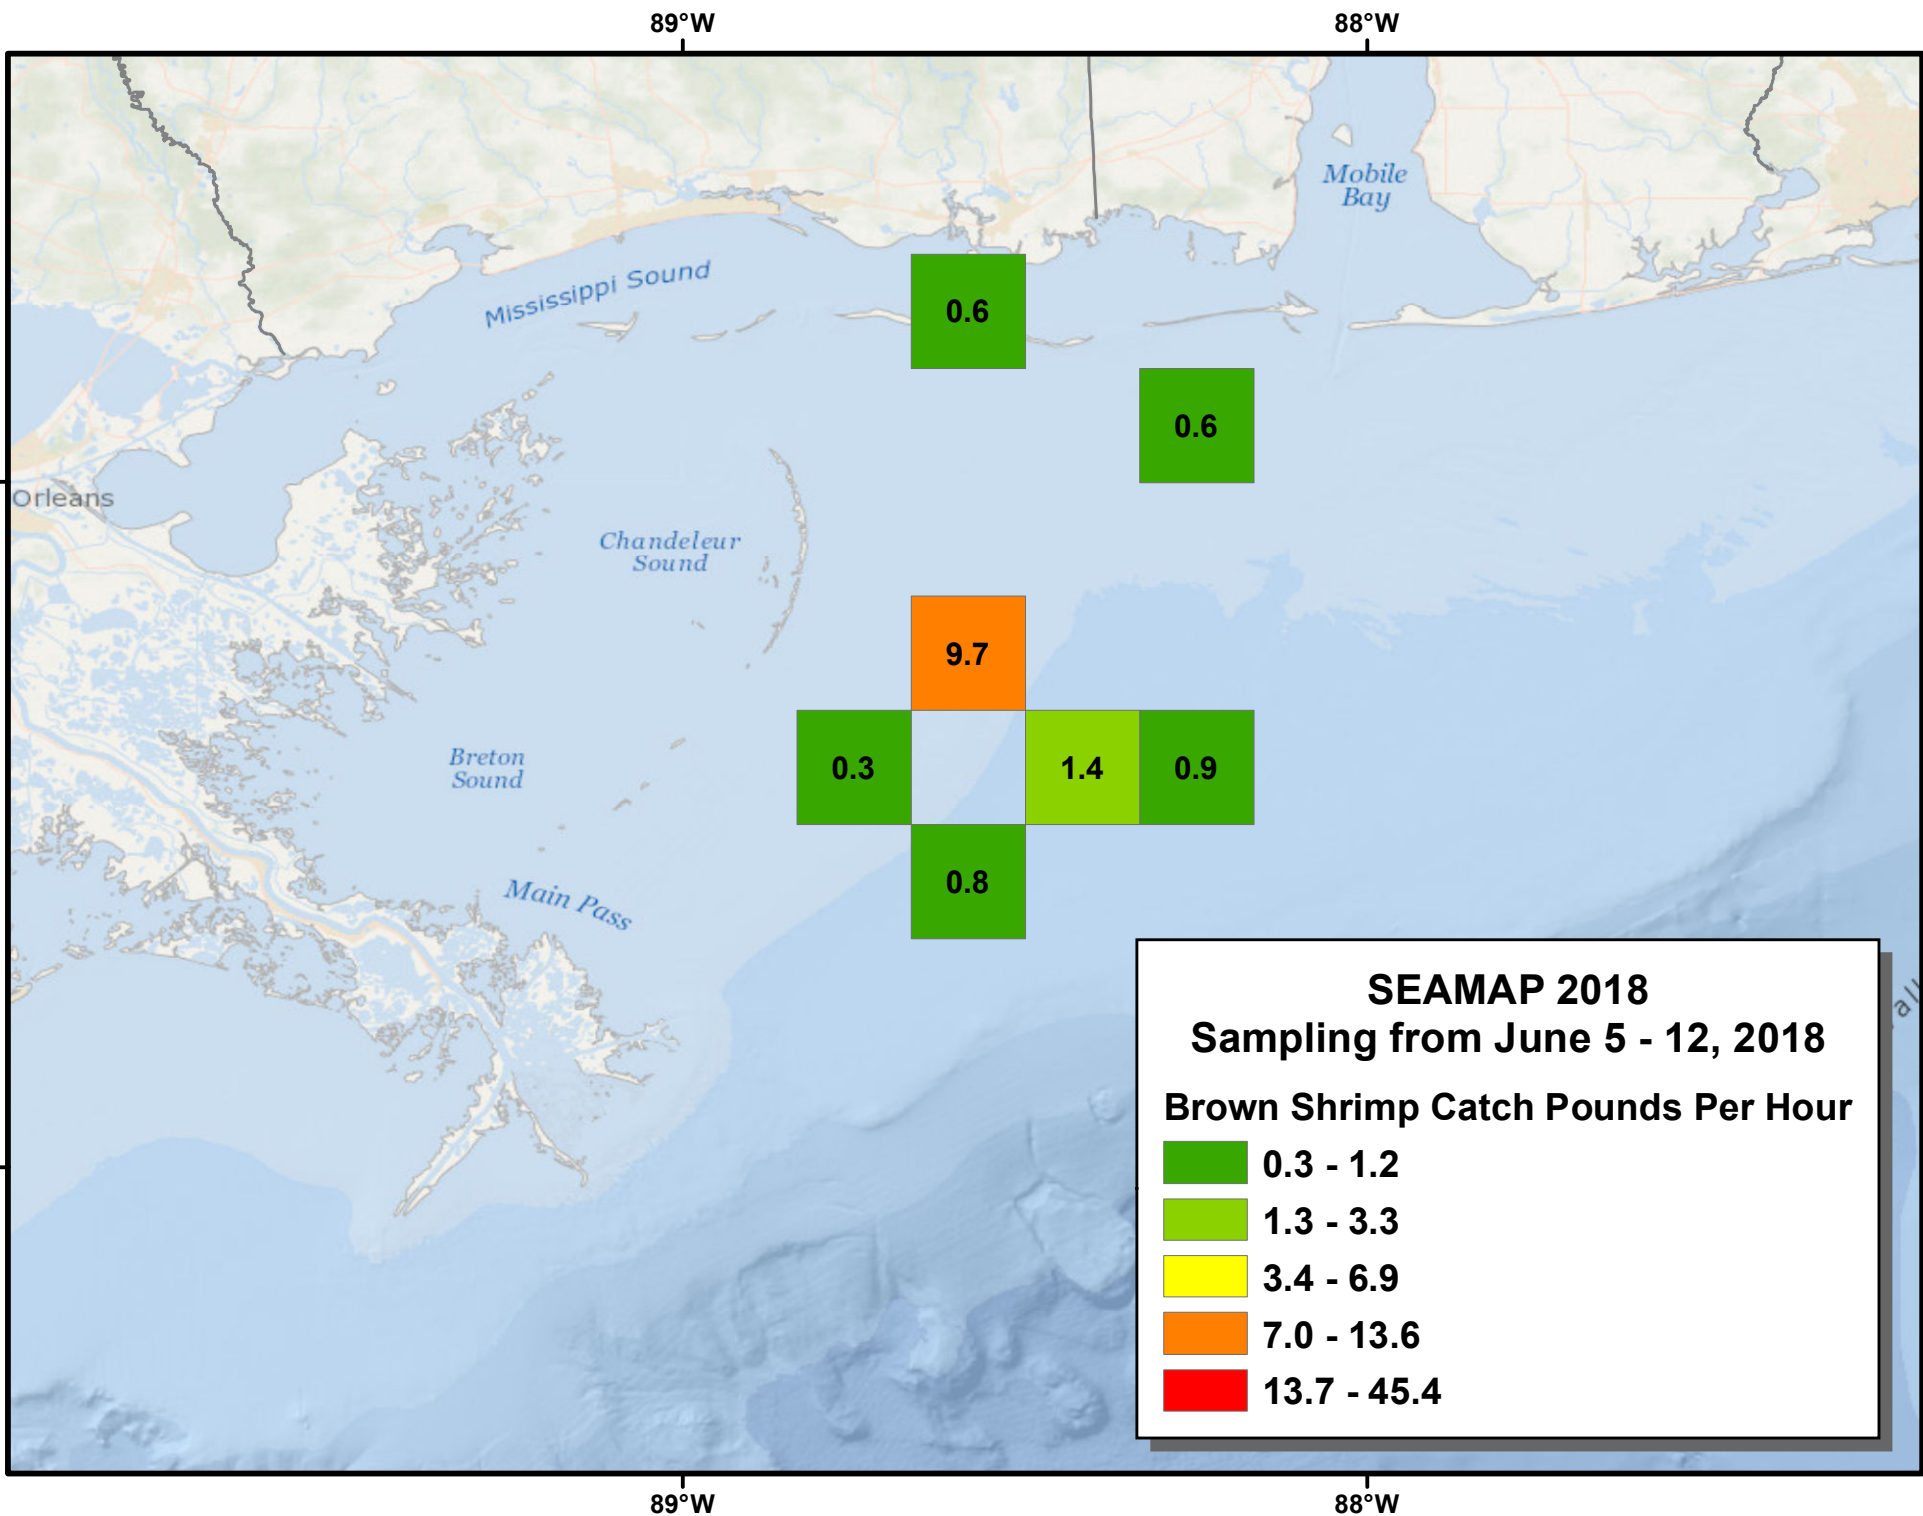 89°W
88°W
Mobile
Bay
Mississippi Sound
0.6
0.6
Orleans
Chandeleur
Sound
9.7
Breton
Sound
0.3
1.4
0.9
Main Pass
0.8
SEAMAP 2018
Sampling from June 5 - 12, 2018
Brown Shrimp Catch Pounds Per Hour
0.3 - 1.2
1.3 - 3.3
3.4 - 6.9
7.0 - 13.6
13.7 - 45.4
89°W
88°W